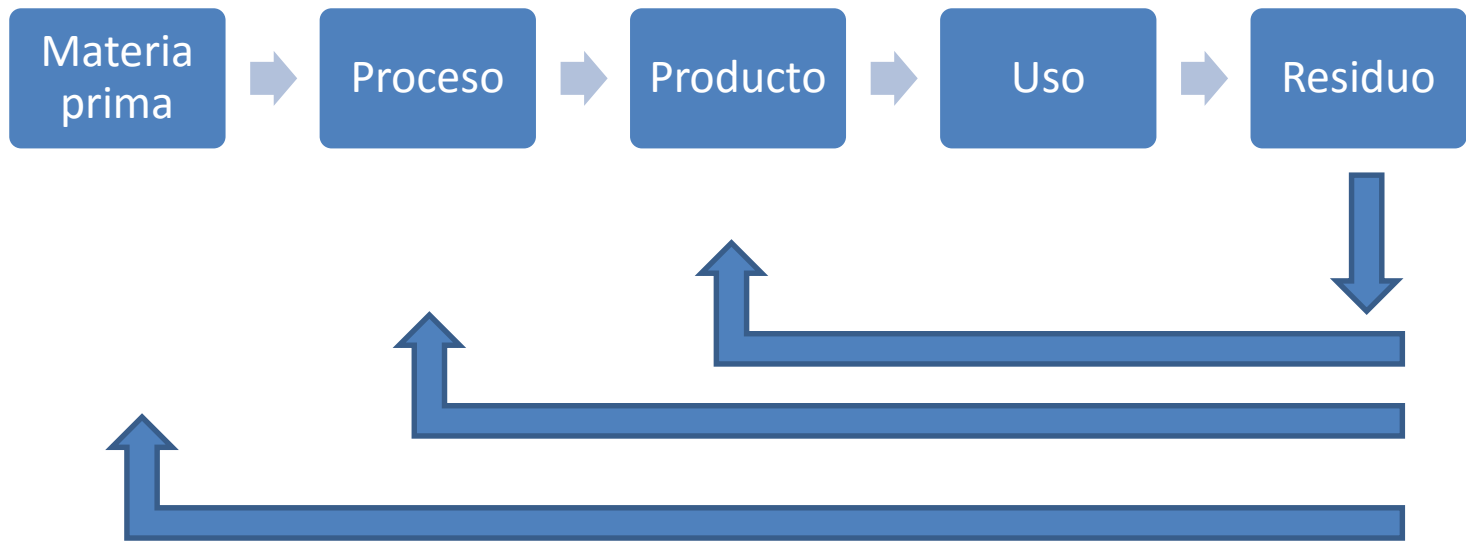 Materia
prima
Proceso
Producto
Uso
Residuo